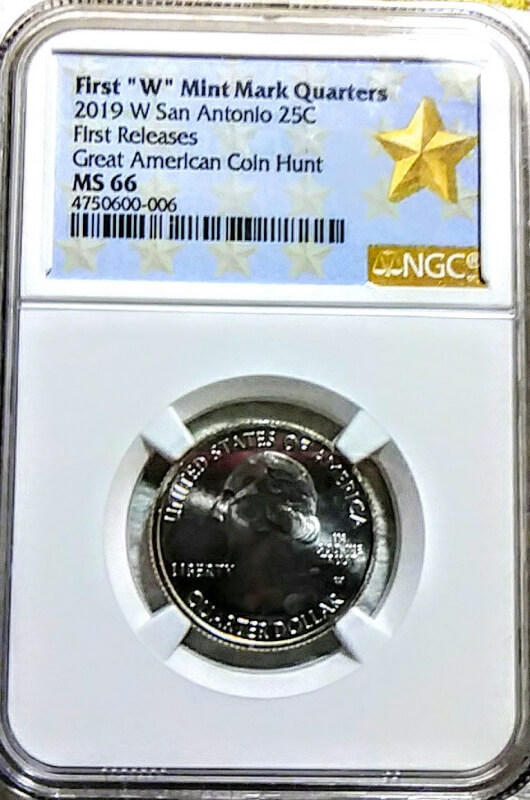 First "W" Mint Mark Quarters
2019 W San Antonio 25C
First Releases
Great American Coin Hunt
MS 66
4750600-006
NGC®
UNITED STATES OF AMERICA
LIBERTY
IN
GOD WE
W
QUARTER DOLLAR